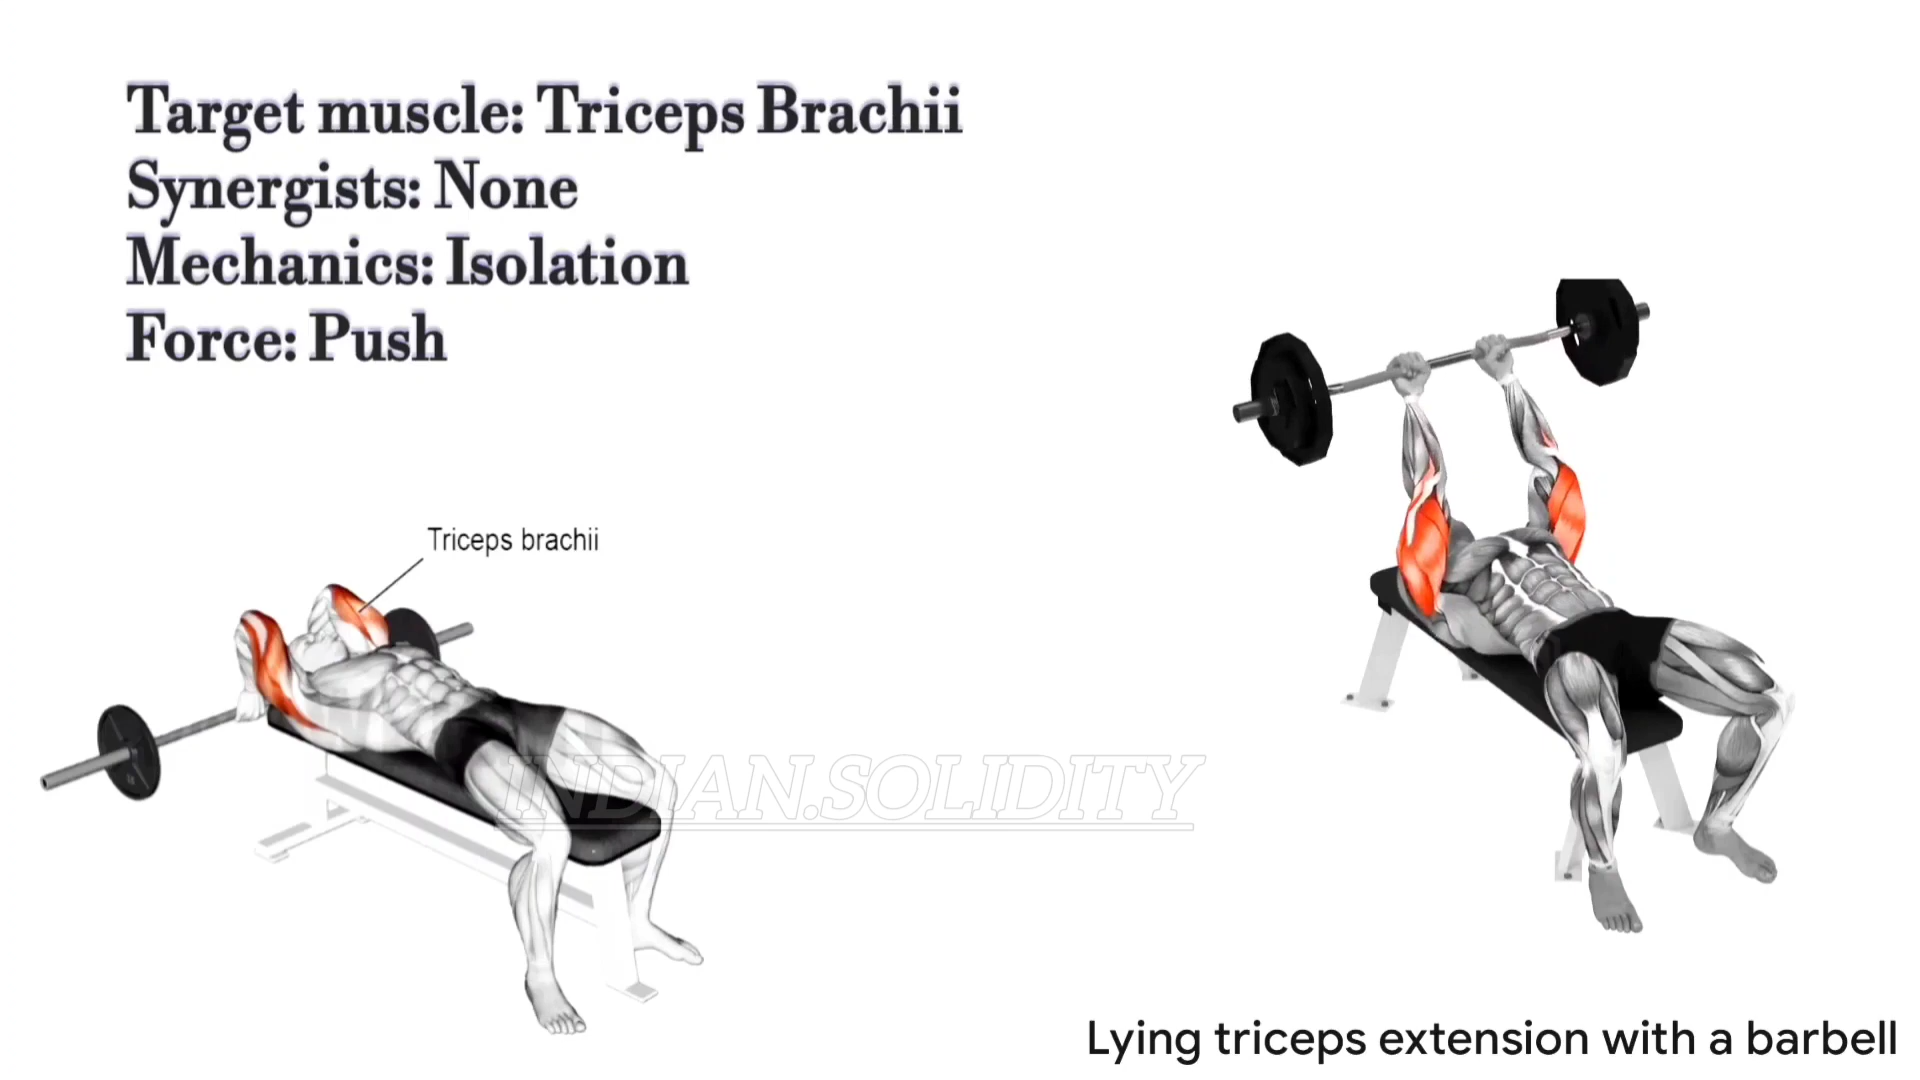 Target muscle: Triceps Brachii
Synergists: None
Mechanics: Isolation
Force: Push
Triceps brachii
INDIAN.SOLIDITY
Lying triceps extension with a barbell